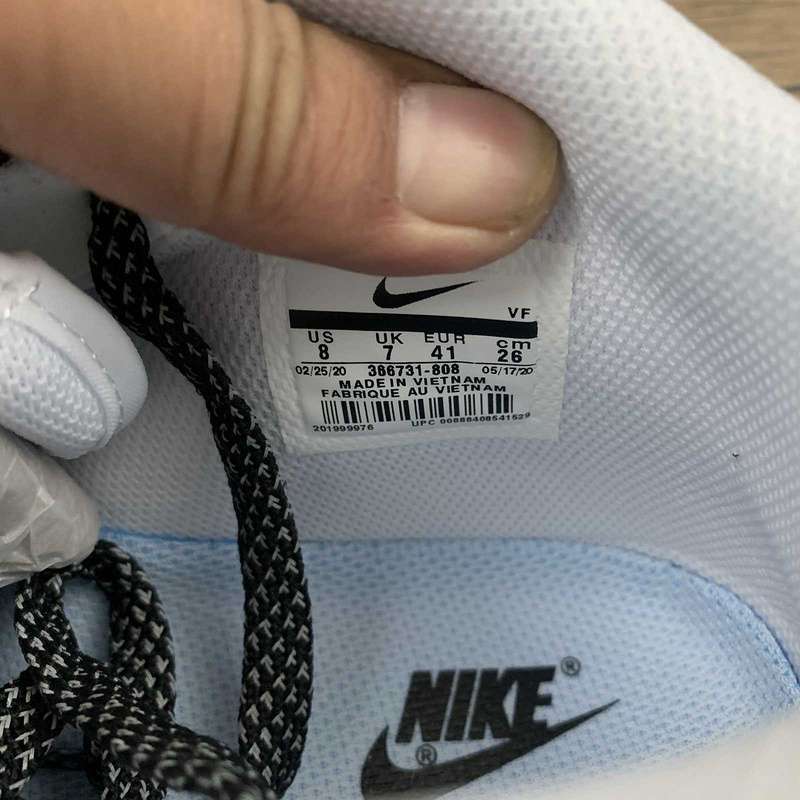 VF
US UK EUR cm
8 7 41 26
02/25/20 366731-808 05/17/20
MADE IN VIETNAM
FABRIQUE AU VIETNAM
201999976 UPC 00888408541529
NIKE®
®